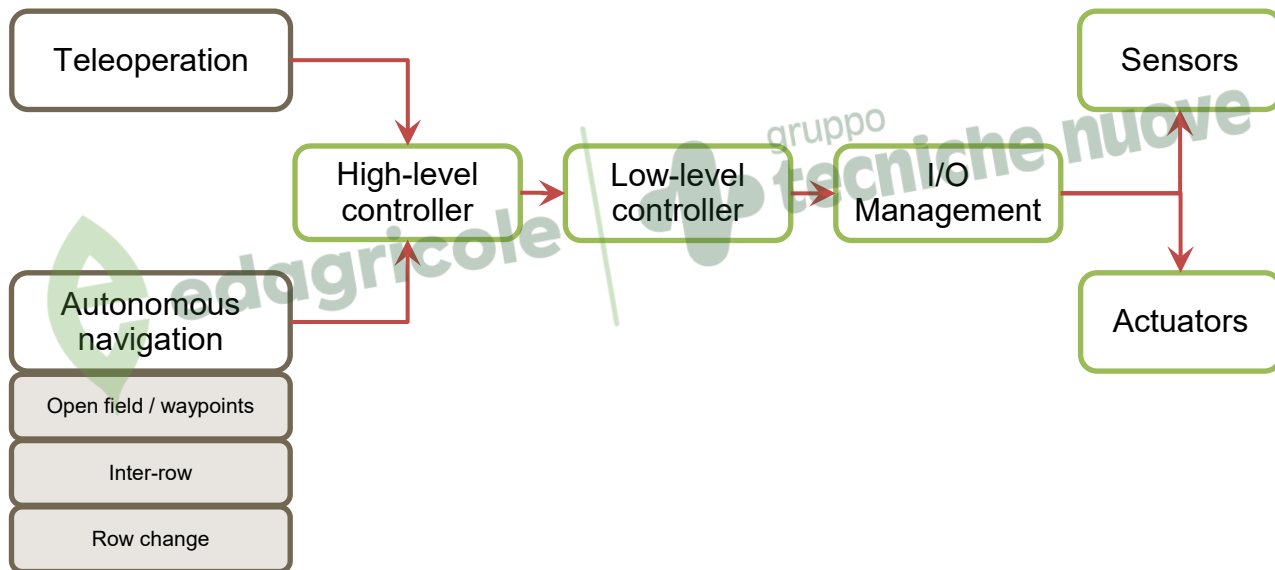 Teleoperation
Sensors
gruppo
tecniche nuove
High-level
controller
Low-level
controller
I/O
Management
edagricole
Autonomous
navigation
Actuators
Open field / waypoints
Inter-row
Row change